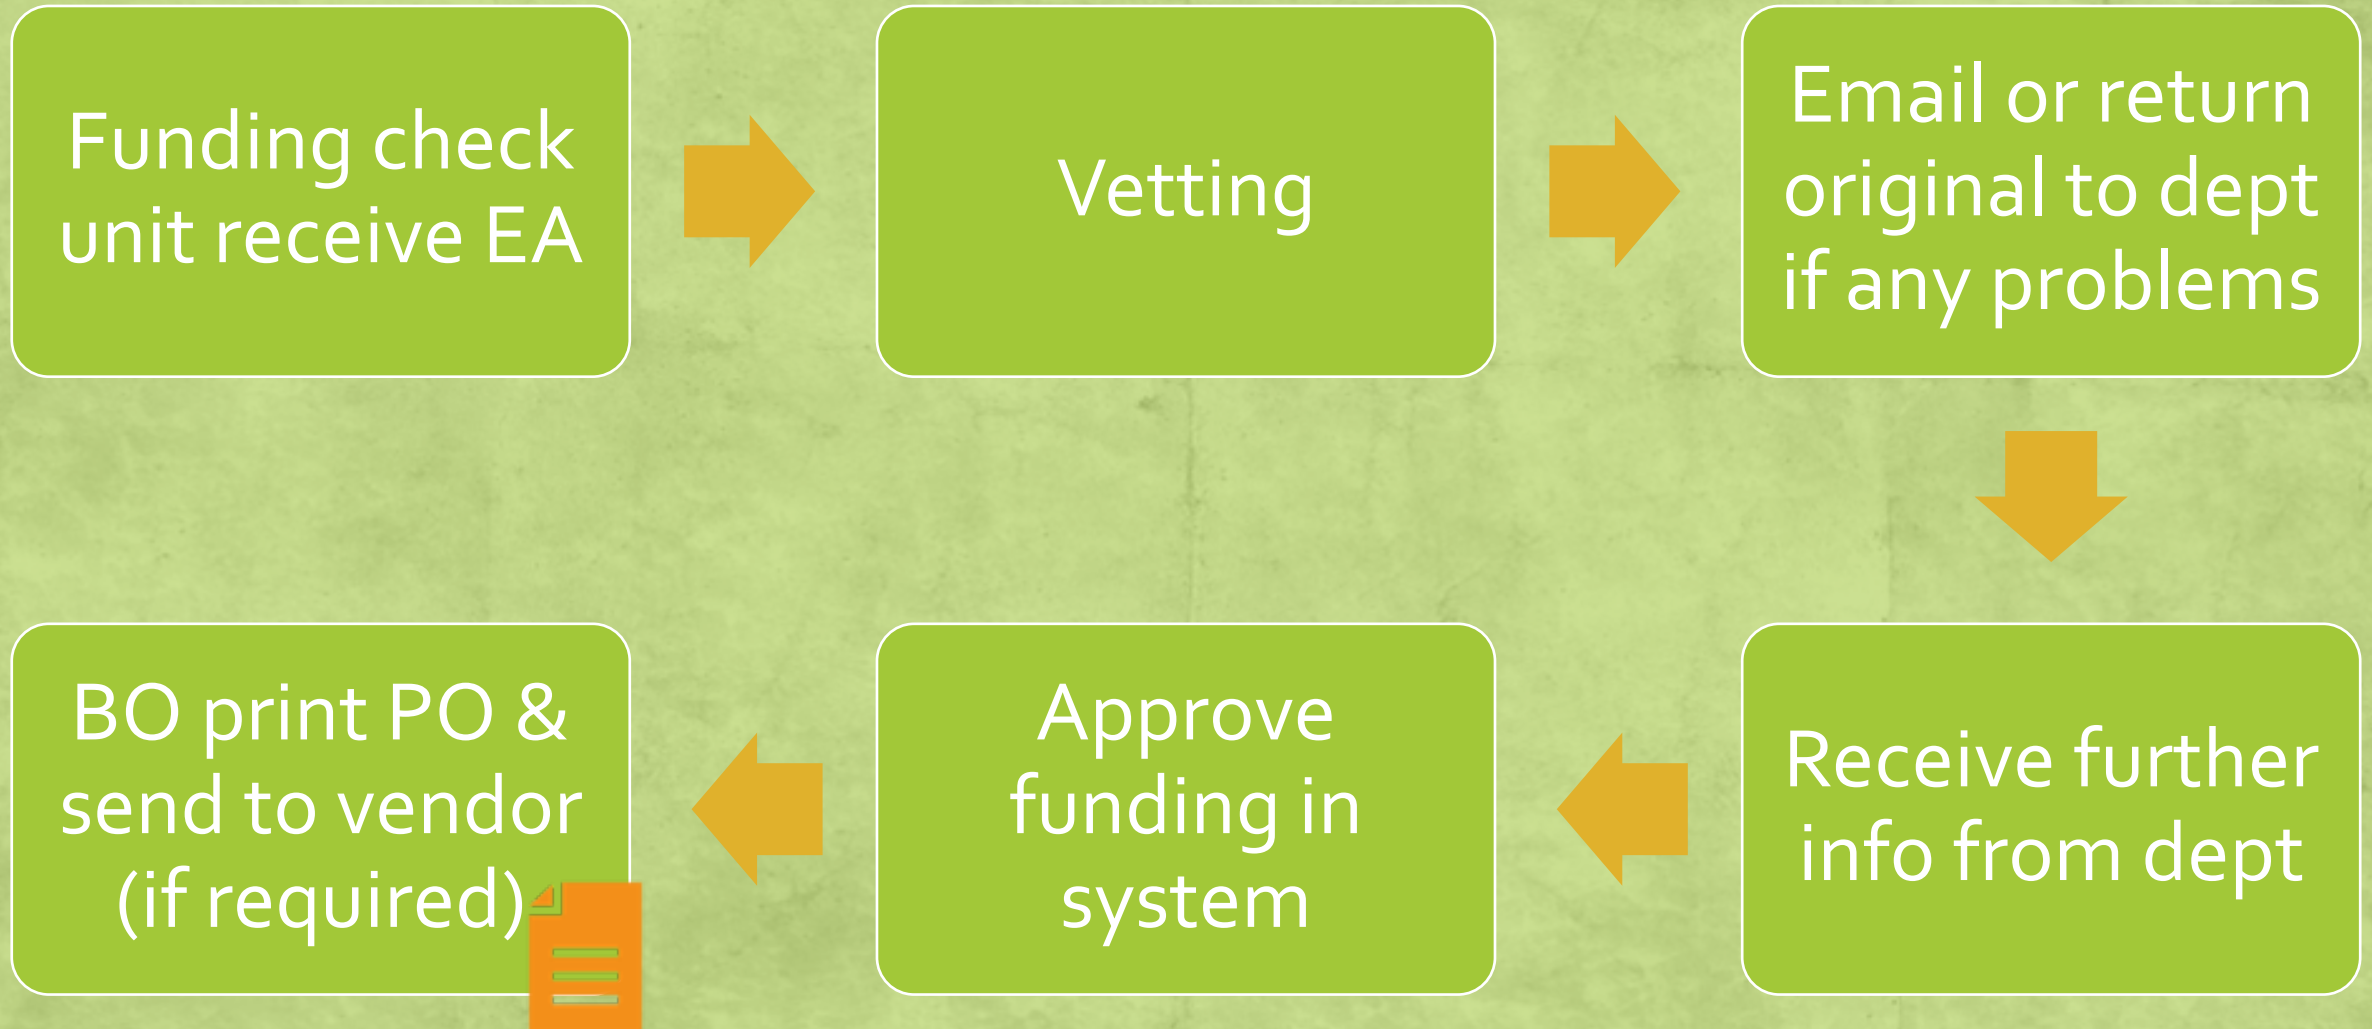 Funding check
unit receive EA
Vetting
Email or return
original to dept
if any problems
Receive further
info from dept
Approve
funding in
system
BO print PO &
send to vendor
(if required)